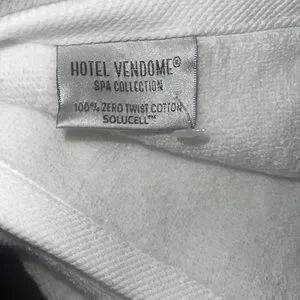 HOTEL VENDOME®
SPA COLLECTION
100% ZERO TWIST COTTON
SOLUCELL™